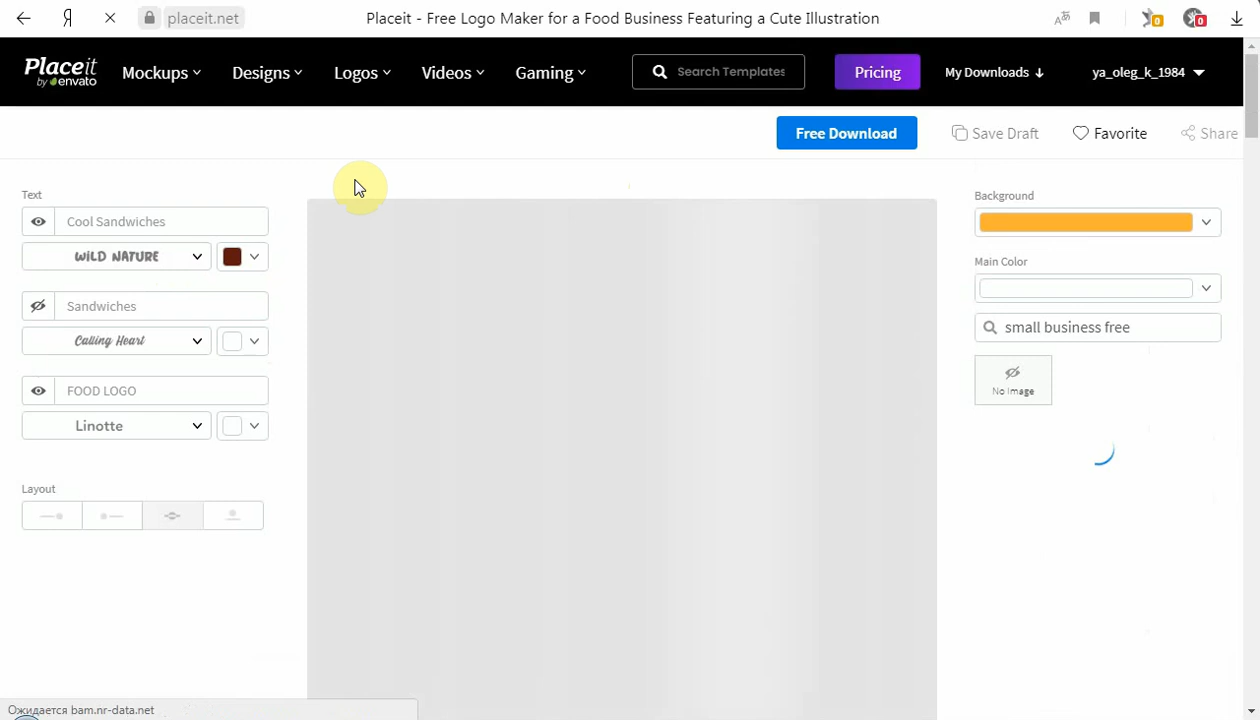 placeit.net
Placeit - Free Logo Maker for a Food Business Featuring a Cute Illustration
0
0
Placeit
by envato
Mockups
Designs
Logos
Videos
Gaming
Search Templates
Pricing
My Downloads
ya_oleg_k_1984
Free Download
Save Draft
Favorite
Share
Text
Cool Sandwiches
WILD NATURE
Sandwiches
Calling Heart
FOOD LOGO
Linotte
Layout
Background
Main Color
small business free
No Image
Ожидается bam.nr-data.net